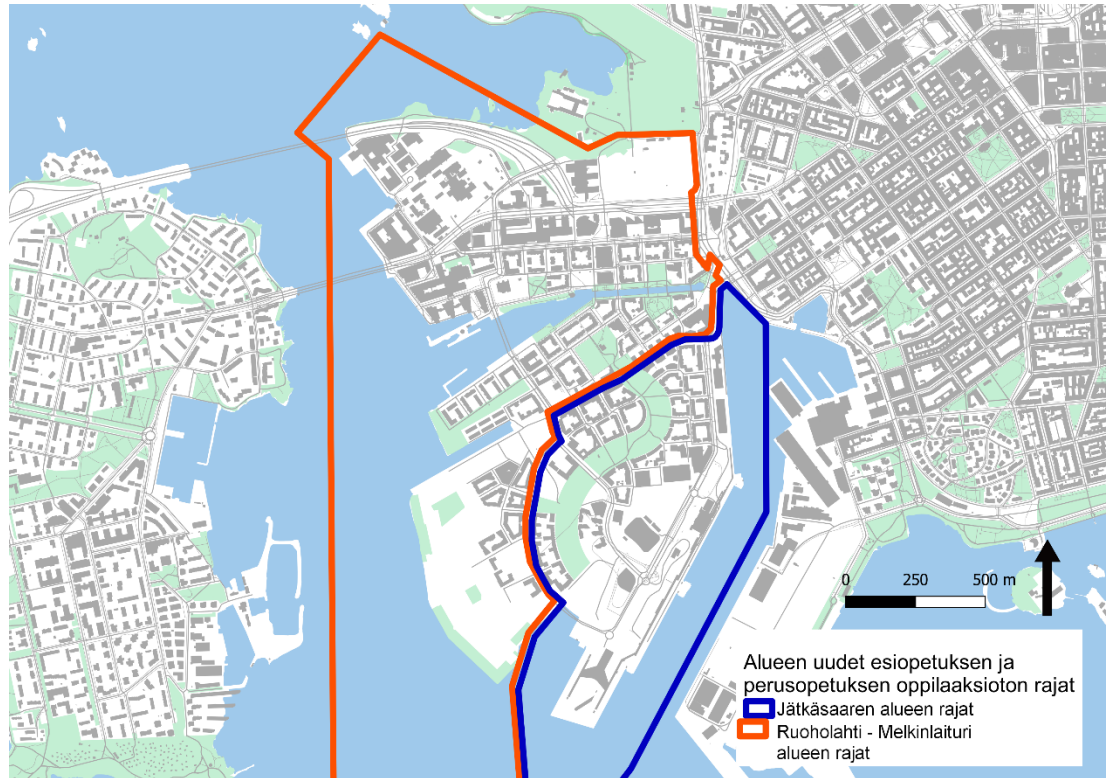 0 250 500 m
Alueen uudet esiopetuksen ja
perusopetuksen oppilaaksioton rajat
Jätkäsaaren alueen rajat
Ruoholahti - Melkinlaituri
alueen rajat